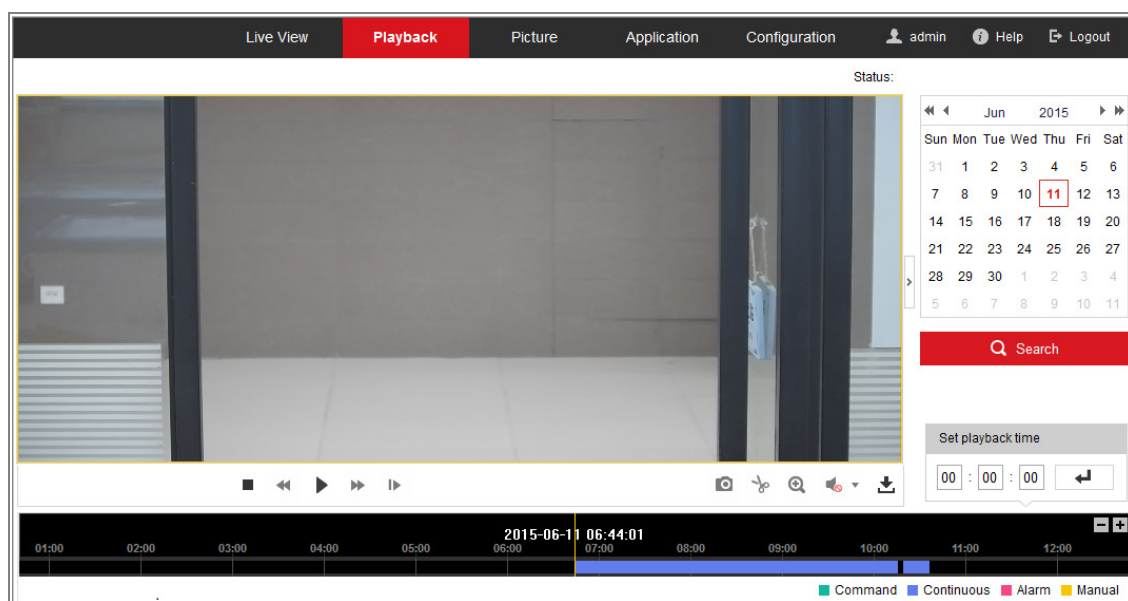 Live View Playback Picture Application Configuration admin Help Logout
Status:
Jun 2015
Sun Mon Tue Wed Thu Fri Sat
31 1 2 3 4 5 6
7 8 9 10 11 12 13
14 15 16 17 18 19 20
21 22 23 24 25 26 27
28 29 30 1 2 3 4
5 6 7 8 9 10 11
Search
Set playback time
00 : 00 : 00
2015-06-11 06:44:01
01:00 02:00 03:00 04:00 05:00 06:00 07:00 08:00 09:00 10:00 11:00 12:00
Command Continuous Alarm Manual